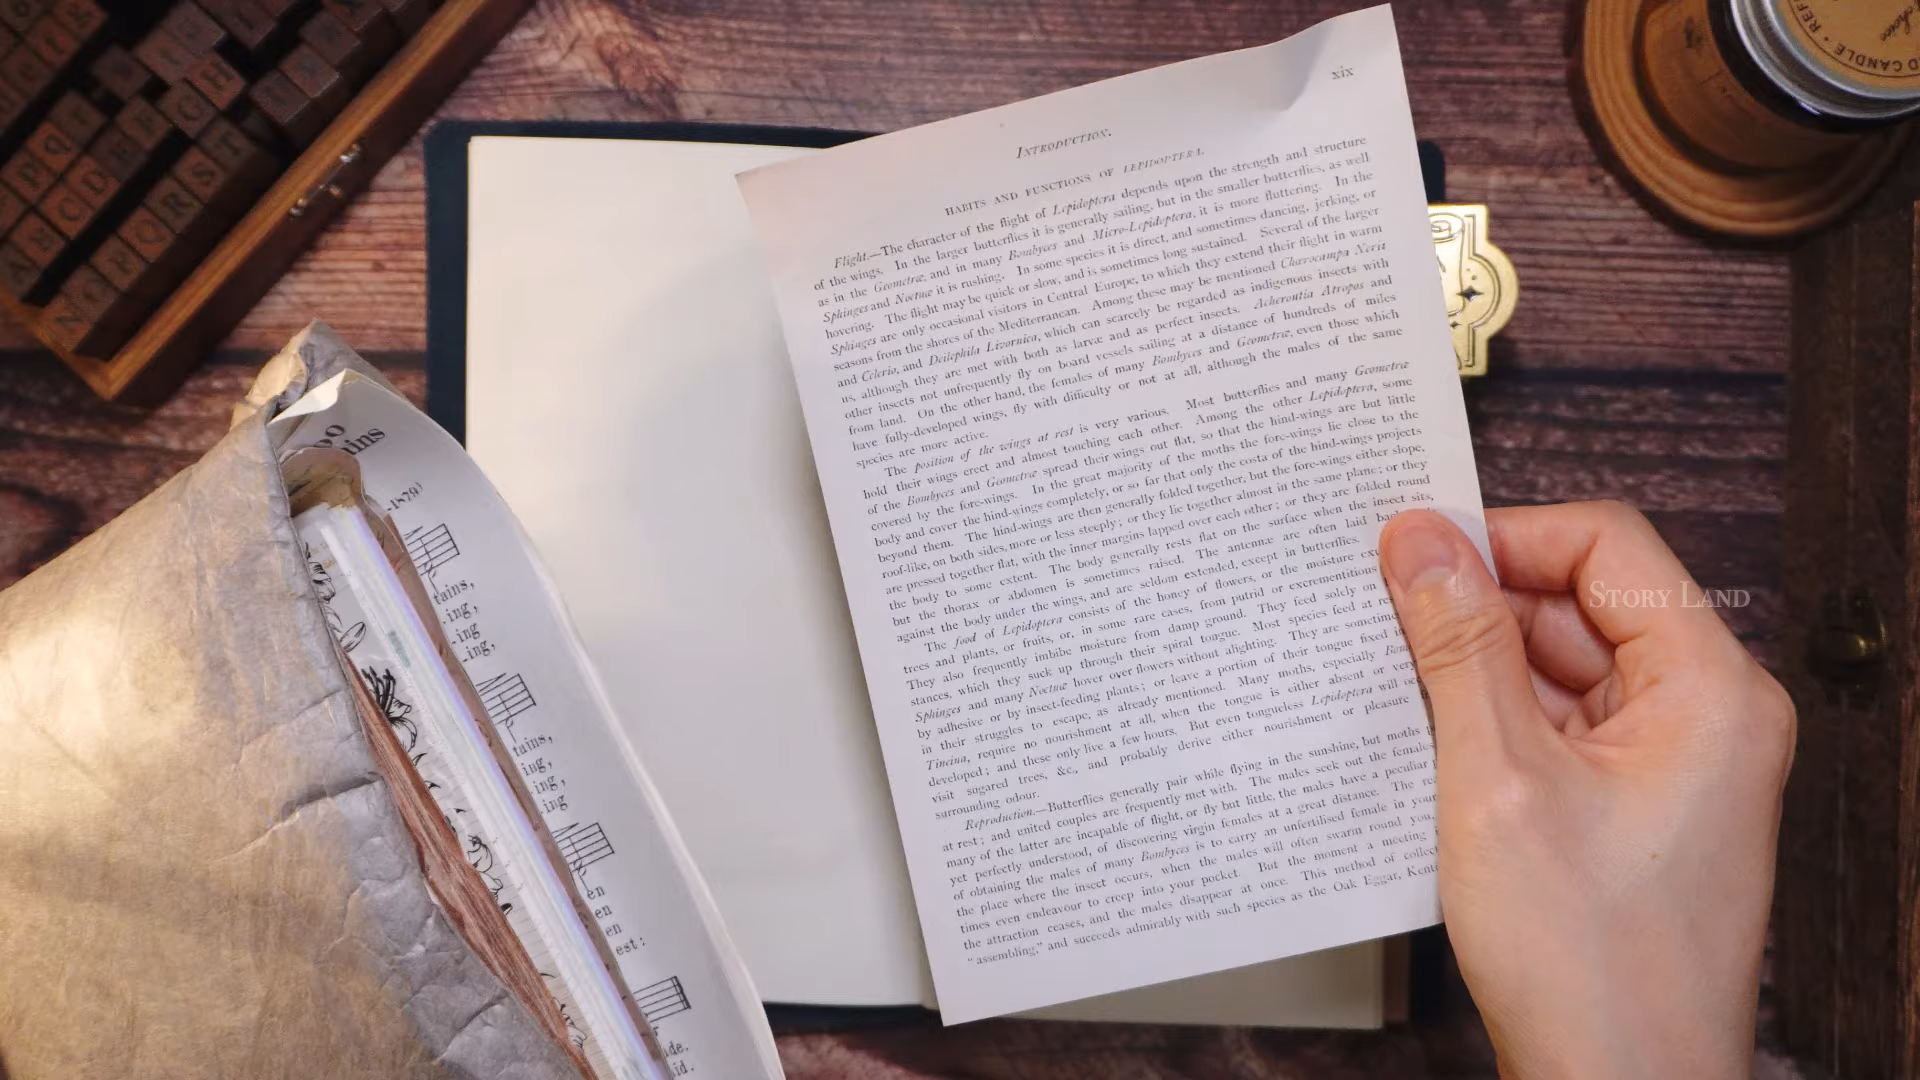 xix
INTRODUCTION.
HABITS AND FUNCTIONS OF LEPIDOPTERA.
Flight.—The character of the flight of Lepidoptera depends upon the strength and structure
of the wings. In the larger butterflies it is generally sailing, but in the smaller butterflies, as well
as in the Geometræ, and in many Bombyces and Micro-Lepidoptera, it is more fluttering. In the
Sphinges and Noctuæ it is rushing. In some species it is direct, and sometimes dancing, jerking, or
hovering. The flight may be quick or slow, and is sometimes long sustained. Several of the larger
Sphinges are only occasional visitors in Central Europe, to which they extend their flight in warm
seasons from the shores of the Mediterranean. Among these may be mentioned Chærocampa Nerii
and Celerio, and Deilephila Livornica, which can scarcely be regarded as indigenous insects with
us, although they are met with both as larvæ and as perfect insects. Acherontia Atropos and
other insects not unfrequently fly on board vessels sailing at a distance of hundreds of miles
from land. On the other hand, the females of many Bombyces and Geometræ, even those which
have fully-developed wings, fly with difficulty or not at all, although the males of the same
species are more active.
The position of the wings at rest is very various. Most butterflies and many Geometræ
hold their wings erect and almost touching each other. Among the other Lepidoptera, some
of the Bombyces and Geometræ spread their wings out flat, so that the hind-wings are but little
covered by the fore-wings. In the great majority of the moths the fore-wings lie close to the
body and cover the hind-wings completely, or so far that only the costa of the hind-wings projects
beyond them. The hind-wings are then generally folded together, but the fore-wings either slope,
roof-like, on both sides, more or less steeply; or they lie together almost in the same plane; or they
are pressed together flat, with the inner margins lapped over each other; or they are folded round
the body to some extent. The body generally rests flat on the surface when the insect sits,
but the thorax or abdomen is sometimes raised. The antennæ are often laid
against the body under the wings, and are seldom extended, except in butterflies.
The food of Lepidoptera consists of the honey of flowers, or the moisture
trees and plants, or fruits, or, in some rare cases, from putrid or excrementitious
They also frequently imbibe moisture from damp ground. They feed solely on
stances, which they suck up through their spiral tongue. Most species feed at
Sphinges and many Noctuæ hover over flowers without alighting. They are
by adhesive or by insect-feeding plants; or leave a portion of their tongue fixed
in their struggles to escape, as already mentioned. Many moths, especially
Tineina, require no nourishment at all, when the tongue is either absent or very
developed; and these only live a few hours. But even tongueless Lepidoptera will
visit sugared trees, &c., and probably derive either nourishment or pleasure
surrounding odour.
Reproduction.—Butterflies generally pair while flying in the sunshine, but moths
at rest; and united couples are frequently met with. The males seek out the females
many of the latter are incapable of flight, or fly but little, the males have a peculiar
yet perfectly understood, of discovering virgin females at a great distance. The
of obtaining the males of many Bombyces is to carry an unfertilised female in your
the place where the insect occurs, when the males will often swarm round you,
times even endeavour to creep into your pocket. But the moment a meeting
the attraction ceases, and the males disappear at once. This method of
"assembling," and succeeds admirably with such species as the Oak Eggar,
STORY LAND